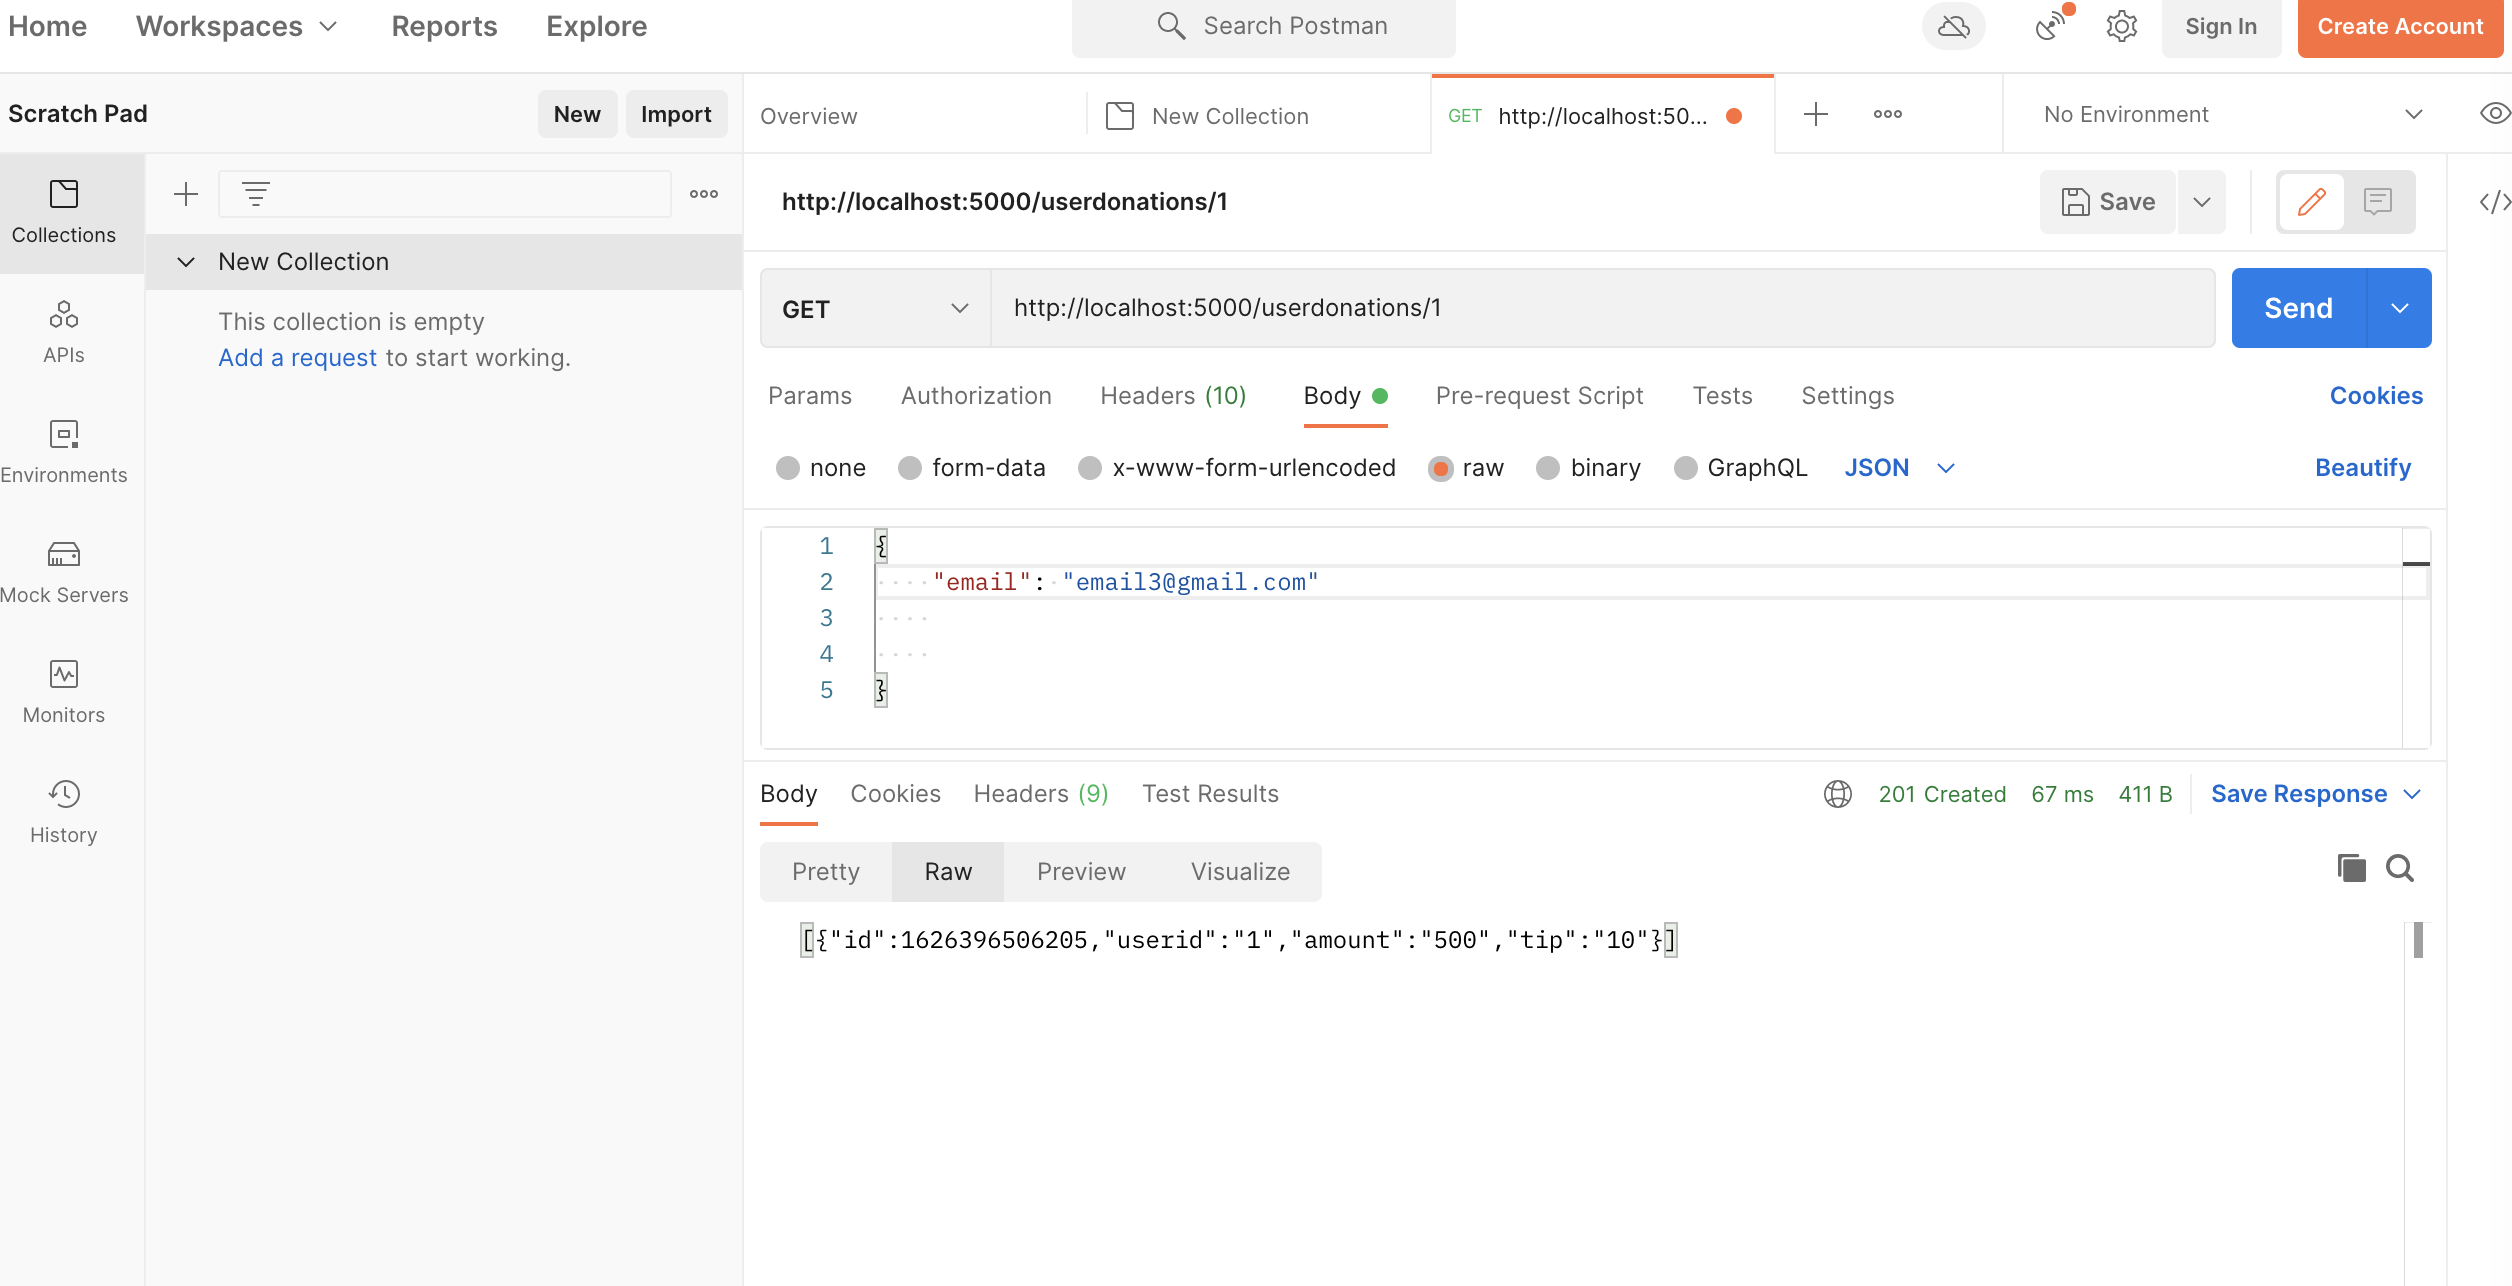 Home Workspaces Reports Explore Search Postman Sign In Create Account
Scratch Pad New Import Overview New Collection GET http://localhost:50... No Environment
http://localhost:5000/userdonations/1 Save
Collections
New Collection
This collection is empty
Add a request to start working.
APIs
Environments
Mock Servers
Monitors
History
GET http://localhost:5000/userdonations/1 Send
Params Authorization Headers (10) Body Pre-request Script Tests Settings Cookies
none form-data x-www-form-urlencoded raw binary GraphQL JSON Beautify
1 {
2 "email": "email3@gmail.com"
3
4
5 }
Body Cookies Headers (9) Test Results 201 Created 67 ms 411 B Save Response
Pretty Raw Preview Visualize
[{"id":1626396506205,"userid":"1","amount":"500","tip":"10"}]